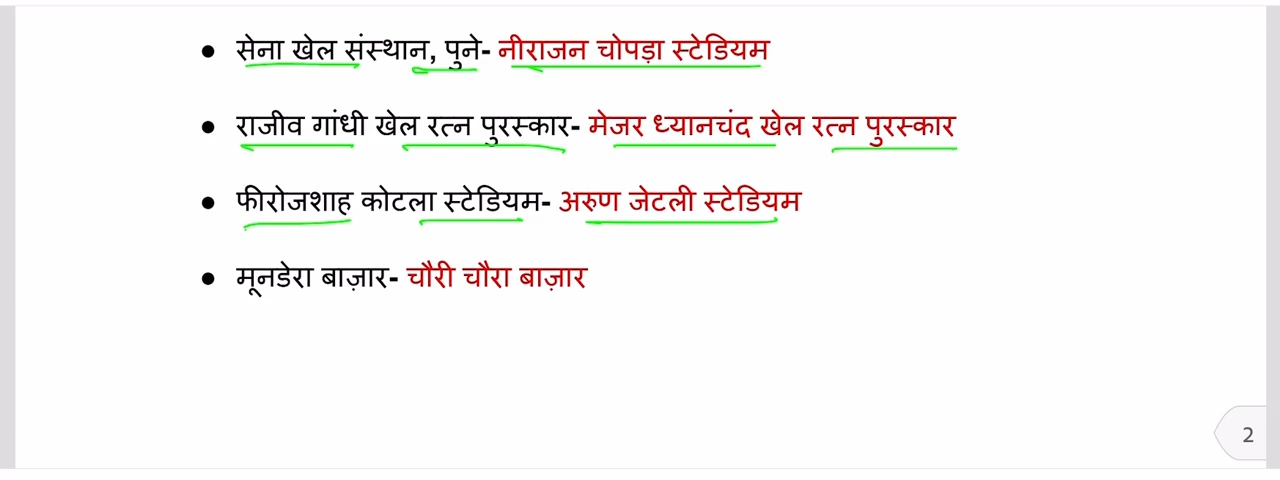 ● सेना खेल संस्थान, पुने- नीराजन चोपड़ा स्टेडियम
● राजीव गांधी खेल रत्न पुरस्कार- मेजर ध्यानचंद खेल रत्न पुरस्कार
● फीरोजशाह कोटला स्टेडियम- अरुण जेटली स्टेडियम
● मूनडेरा बाज़ार- चौरी चौरा बाज़ार
2